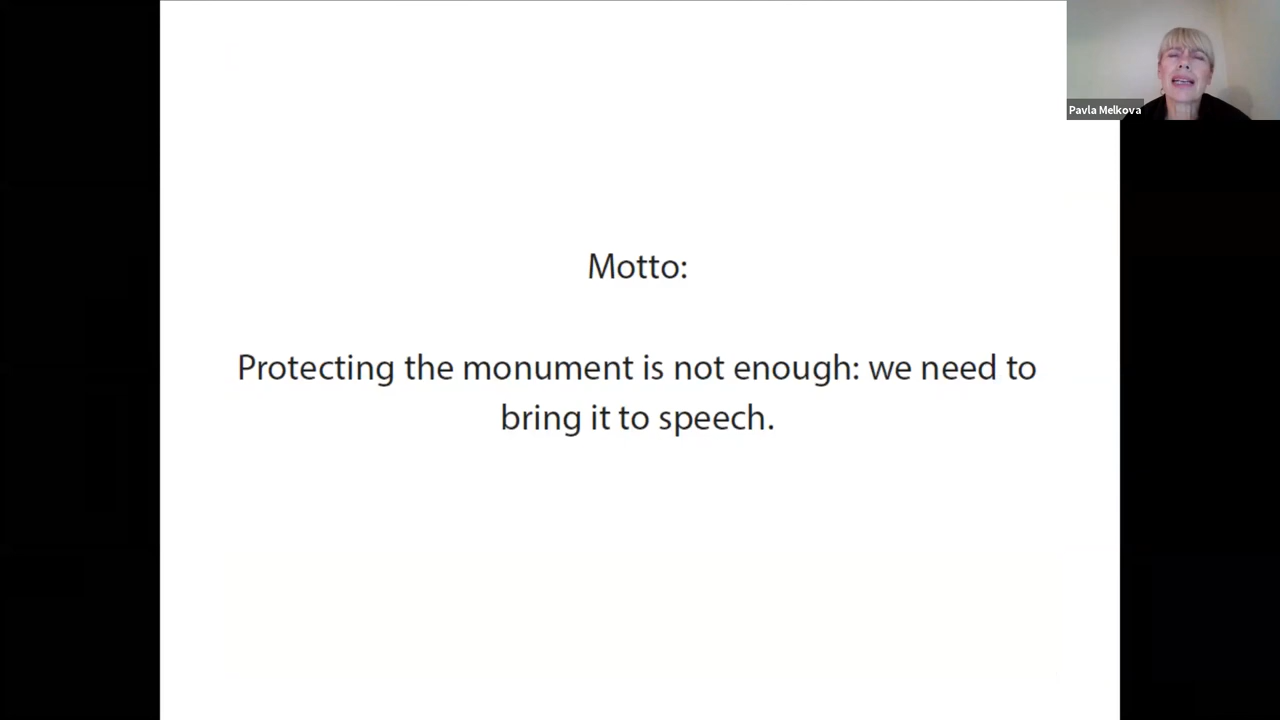 Pavla Melkova
Motto:
Protecting the monument is not enough: we need to
bring it to speech.